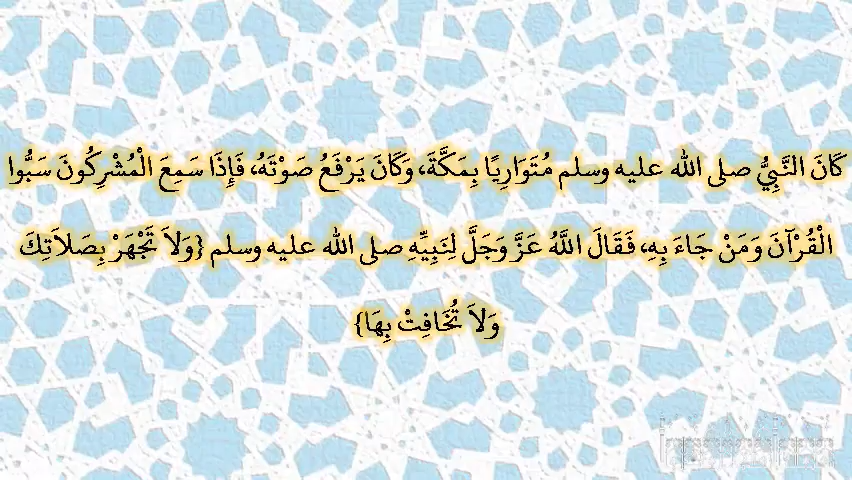 كَانَ النَّبِيُّ صلى الله عليه وسلم مُتَوَارِيًا بِمَكَّةَ، وَكَانَ يَرْفَعُ صَوْتَهُ، فَإِذَا سَمِعَ الْمُشْرِكُونَ سَبُّوا
الْقُرْآنَ وَمَنْ جَاءَ بِهِ، فَقَالَ اللَّهُ عَزَّ وَجَلَّ لِنَبِيِّهِ صلى الله عليه وسلم {وَلاَ تَجْهَرْ بِصَلاَتِكَ
وَلاَ تُخَافِتْ بِهَا}